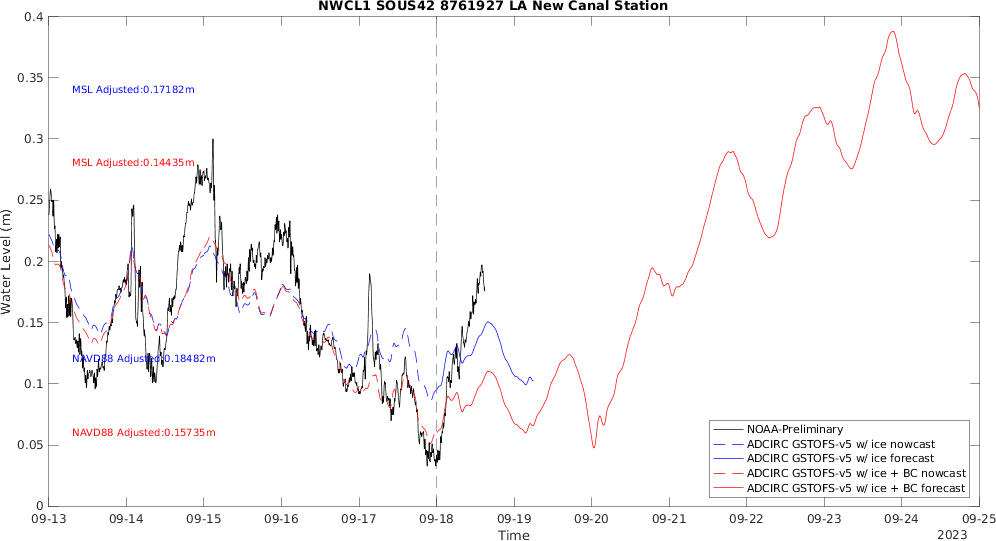 NWCL1 SOUS42 8761927 LA New Canal Station
0.4
0.35
0.3
0.25
0.2
0.15
0.1
0.05
0
Water Level (m)
MSL Adjusted:0.17182m
MSL Adjusted:0.14435m
NAVD88 Adjusted:0.18482m
NAVD88 Adjusted:0.15735m
NOAA-Preliminary
ADCIRC GSTOFS-v5 w/ ice nowcast
ADCIRC GSTOFS-v5 w/ ice forecast
ADCIRC GSTOFS-v5 w/ ice + BC nowcast
ADCIRC GSTOFS-v5 w/ ice + BC forecast
09-13 09-14 09-15 09-16 09-17 09-18 09-19 09-20 09-21 09-22 09-23 09-24 09-25
Time
2023